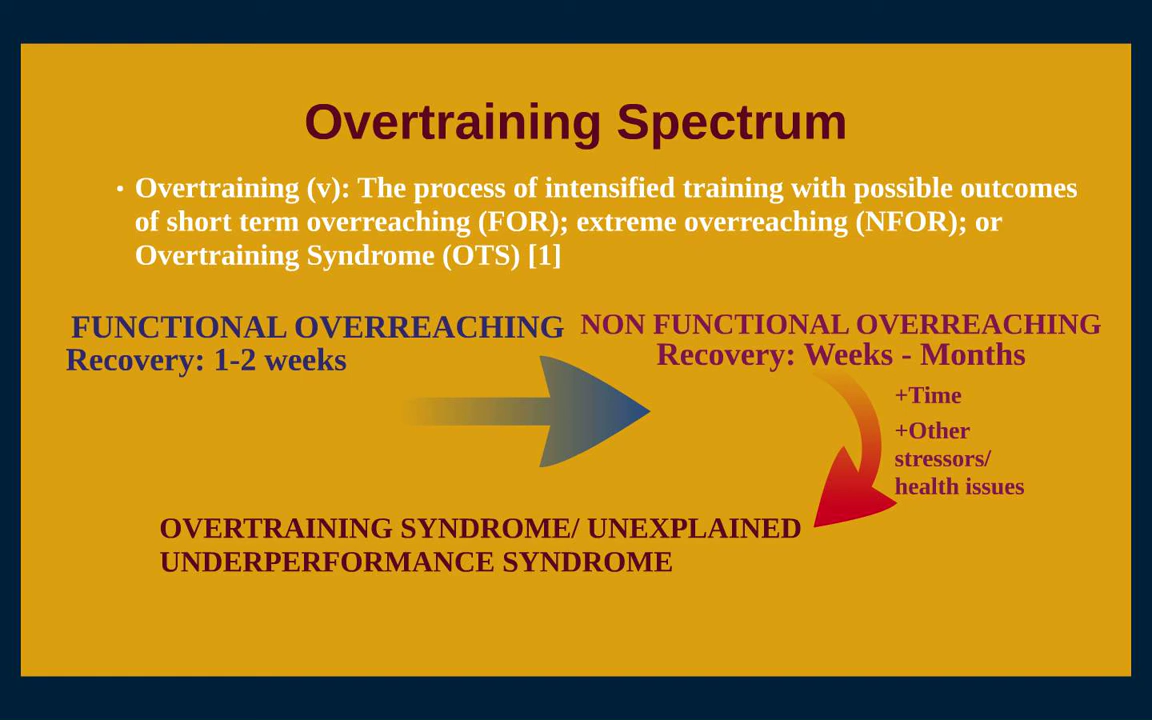 Overtraining Spectrum
• Overtraining (v): The process of intensified training with possible outcomes
of short term overreaching (FOR); extreme overreaching (NFOR); or
Overtraining Syndrome (OTS) [1]
FUNCTIONAL OVERREACHING
Recovery: 1-2 weeks
NON FUNCTIONAL OVERREACHING
Recovery: Weeks - Months
+Time
+Other
stressors/
health issues
OVERTRAINING SYNDROME/ UNEXPLAINED
UNDERPERFORMANCE SYNDROME